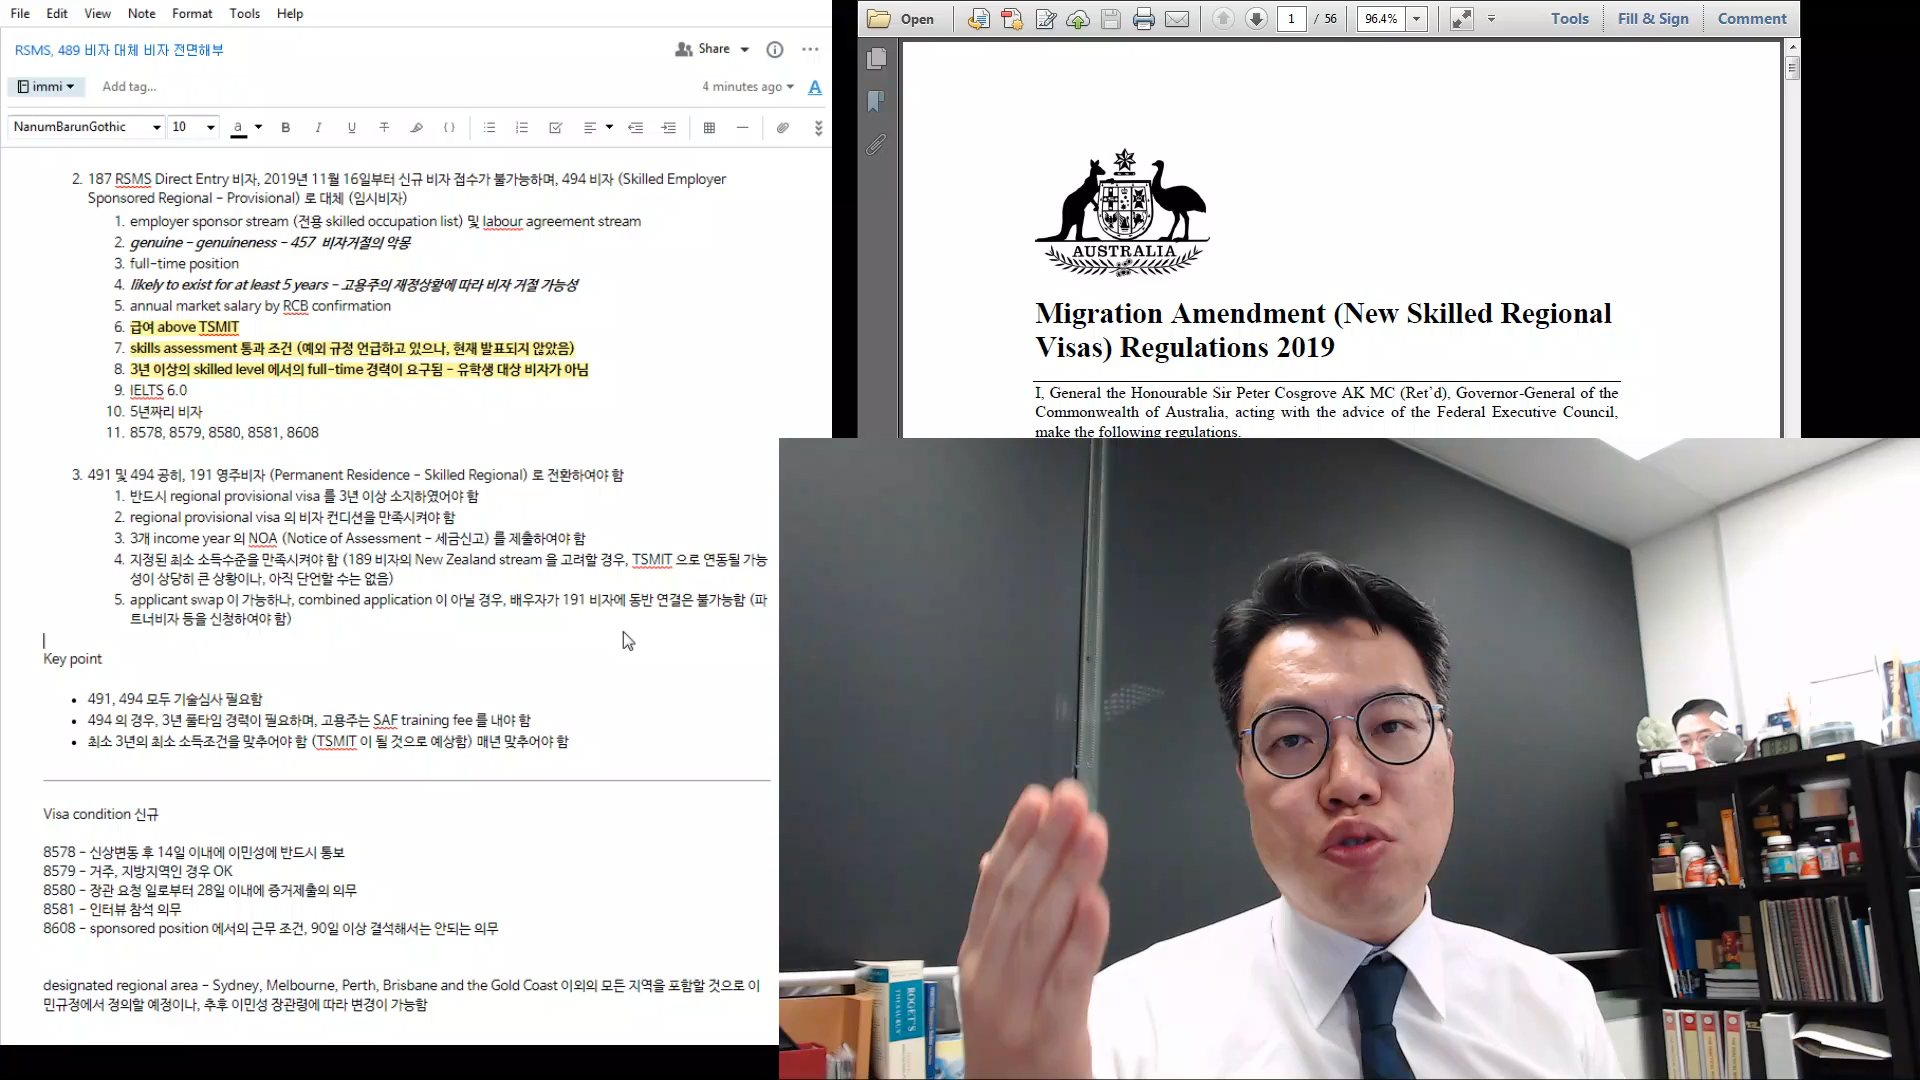 File Edit View Note Format Tools Help
RSMS, 489 비자 대체 비자 전면해부
Share
immi
Add tag...
4 minutes ago
A
NanumBarunGothic 10 a B I U T { }
2. 187 RSMS Direct Entry 비자, 2019년 11월 16일부터 신규 비자 접수가 불가능하며, 494 비자 (Skilled Employer
Sponsored Regional - Provisional) 로 대체 (임시비자)
1. employer sponsor stream (전용 skilled occupation list) 및 labour agreement stream
2. genuine - genuineness - 457 비자거절의 악몽
3. full-time position
4. likely to exist for at least 5 years - 고용주의 재정상황에 따라 비자 거절 가능성
5. annual market salary by RCB confirmation
6. 급여 above TSMIT
7. skills assessment 통과 조건 (예외 규정 언급하고 있으나, 현재 발표되지 않았음)
8. 3년 이상의 skilled level 에서의 full-time 경력이 요구됨 - 유학생 대상 비자가 아님
9. IELTS 6.0
10. 5년짜리 비자
11. 8578, 8579, 8580, 8581, 8608
3. 491 및 494 공히, 191 영주비자 (Permanent Residence - Skilled Regional) 로 전환하여야 함
1. 반드시 regional provisional visa 를 3년 이상 소지하였어야 함
2. regional provisional visa 의 비자 컨디션을 만족시켜야 함
3. 3개 income year 의 NOA (Notice of Assessment - 세금신고) 를 제출하여야 함
4. 지정된 최소 소득수준을 만족시켜야 함 (189 비자의 New Zealand stream 을 고려할 경우, TSMIT 으로 연동될 가능
성이 상당히 큰 상황이나, 아직 단언할 수는 없음)
5. applicant swap 이 가능하나, combined application 이 아닐 경우, 배우자가 191 비자에 동반 연결은 불가능함 (파
트너비자 등을 신청하여야 함)
Key point
• 491, 494 모두 기술심사 필요함
• 494 의 경우, 3년 풀타임 경력이 필요하며, 고용주는 SAF training fee 를 내야 함
• 최소 3년의 최소 소득조건을 맞추어야 함 (TSMIT 이 될 것으로 예상함) 매년 맞추어야 함
Visa condition 신규
8578 - 신상변동 후 14일 이내에 이민성에 반드시 통보
8579 - 거주, 지방지역인 경우 OK
8580 - 장관 요청 일로부터 28일 이내에 증거제출의 의무
8581 - 인터뷰 참석 의무
8608 - sponsored position 에서의 근무 조건, 90일 이상 결석해서는 안되는 의무
designated regional area - Sydney, Melbourne, Perth, Brisbane and the Gold Coast 이외의 모든 지역을 포함할 것으로 이
민규정에서 정의할 예정이나, 추후 이민성 장관령에 따라 변경이 가능함
Open 1 / 56 96.4% Tools Fill & Sign Comment
AUSTRALIA
Migration Amendment (New Skilled Regional
Visas) Regulations 2019
I, General the Honourable Sir Peter Cosgrove AK MC (Ret'd), Governor-General of the
Commonwealth of Australia, acting with the advice of the Federal Executive Council,
make the following regulations.
ROGET'S
THESAURUS